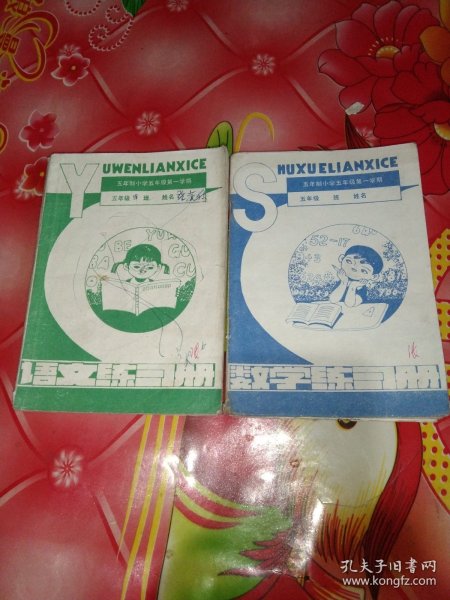 YUWENLIANXICE
五年制小学五年级第一学期
五年级 班 姓名
语文练习册
SHUXUELIANXICE
五年制小学五年级第一学期
五年级 班 姓名
52-17
4
张
数学练习册
孔夫子旧书网
www.kongfz.com